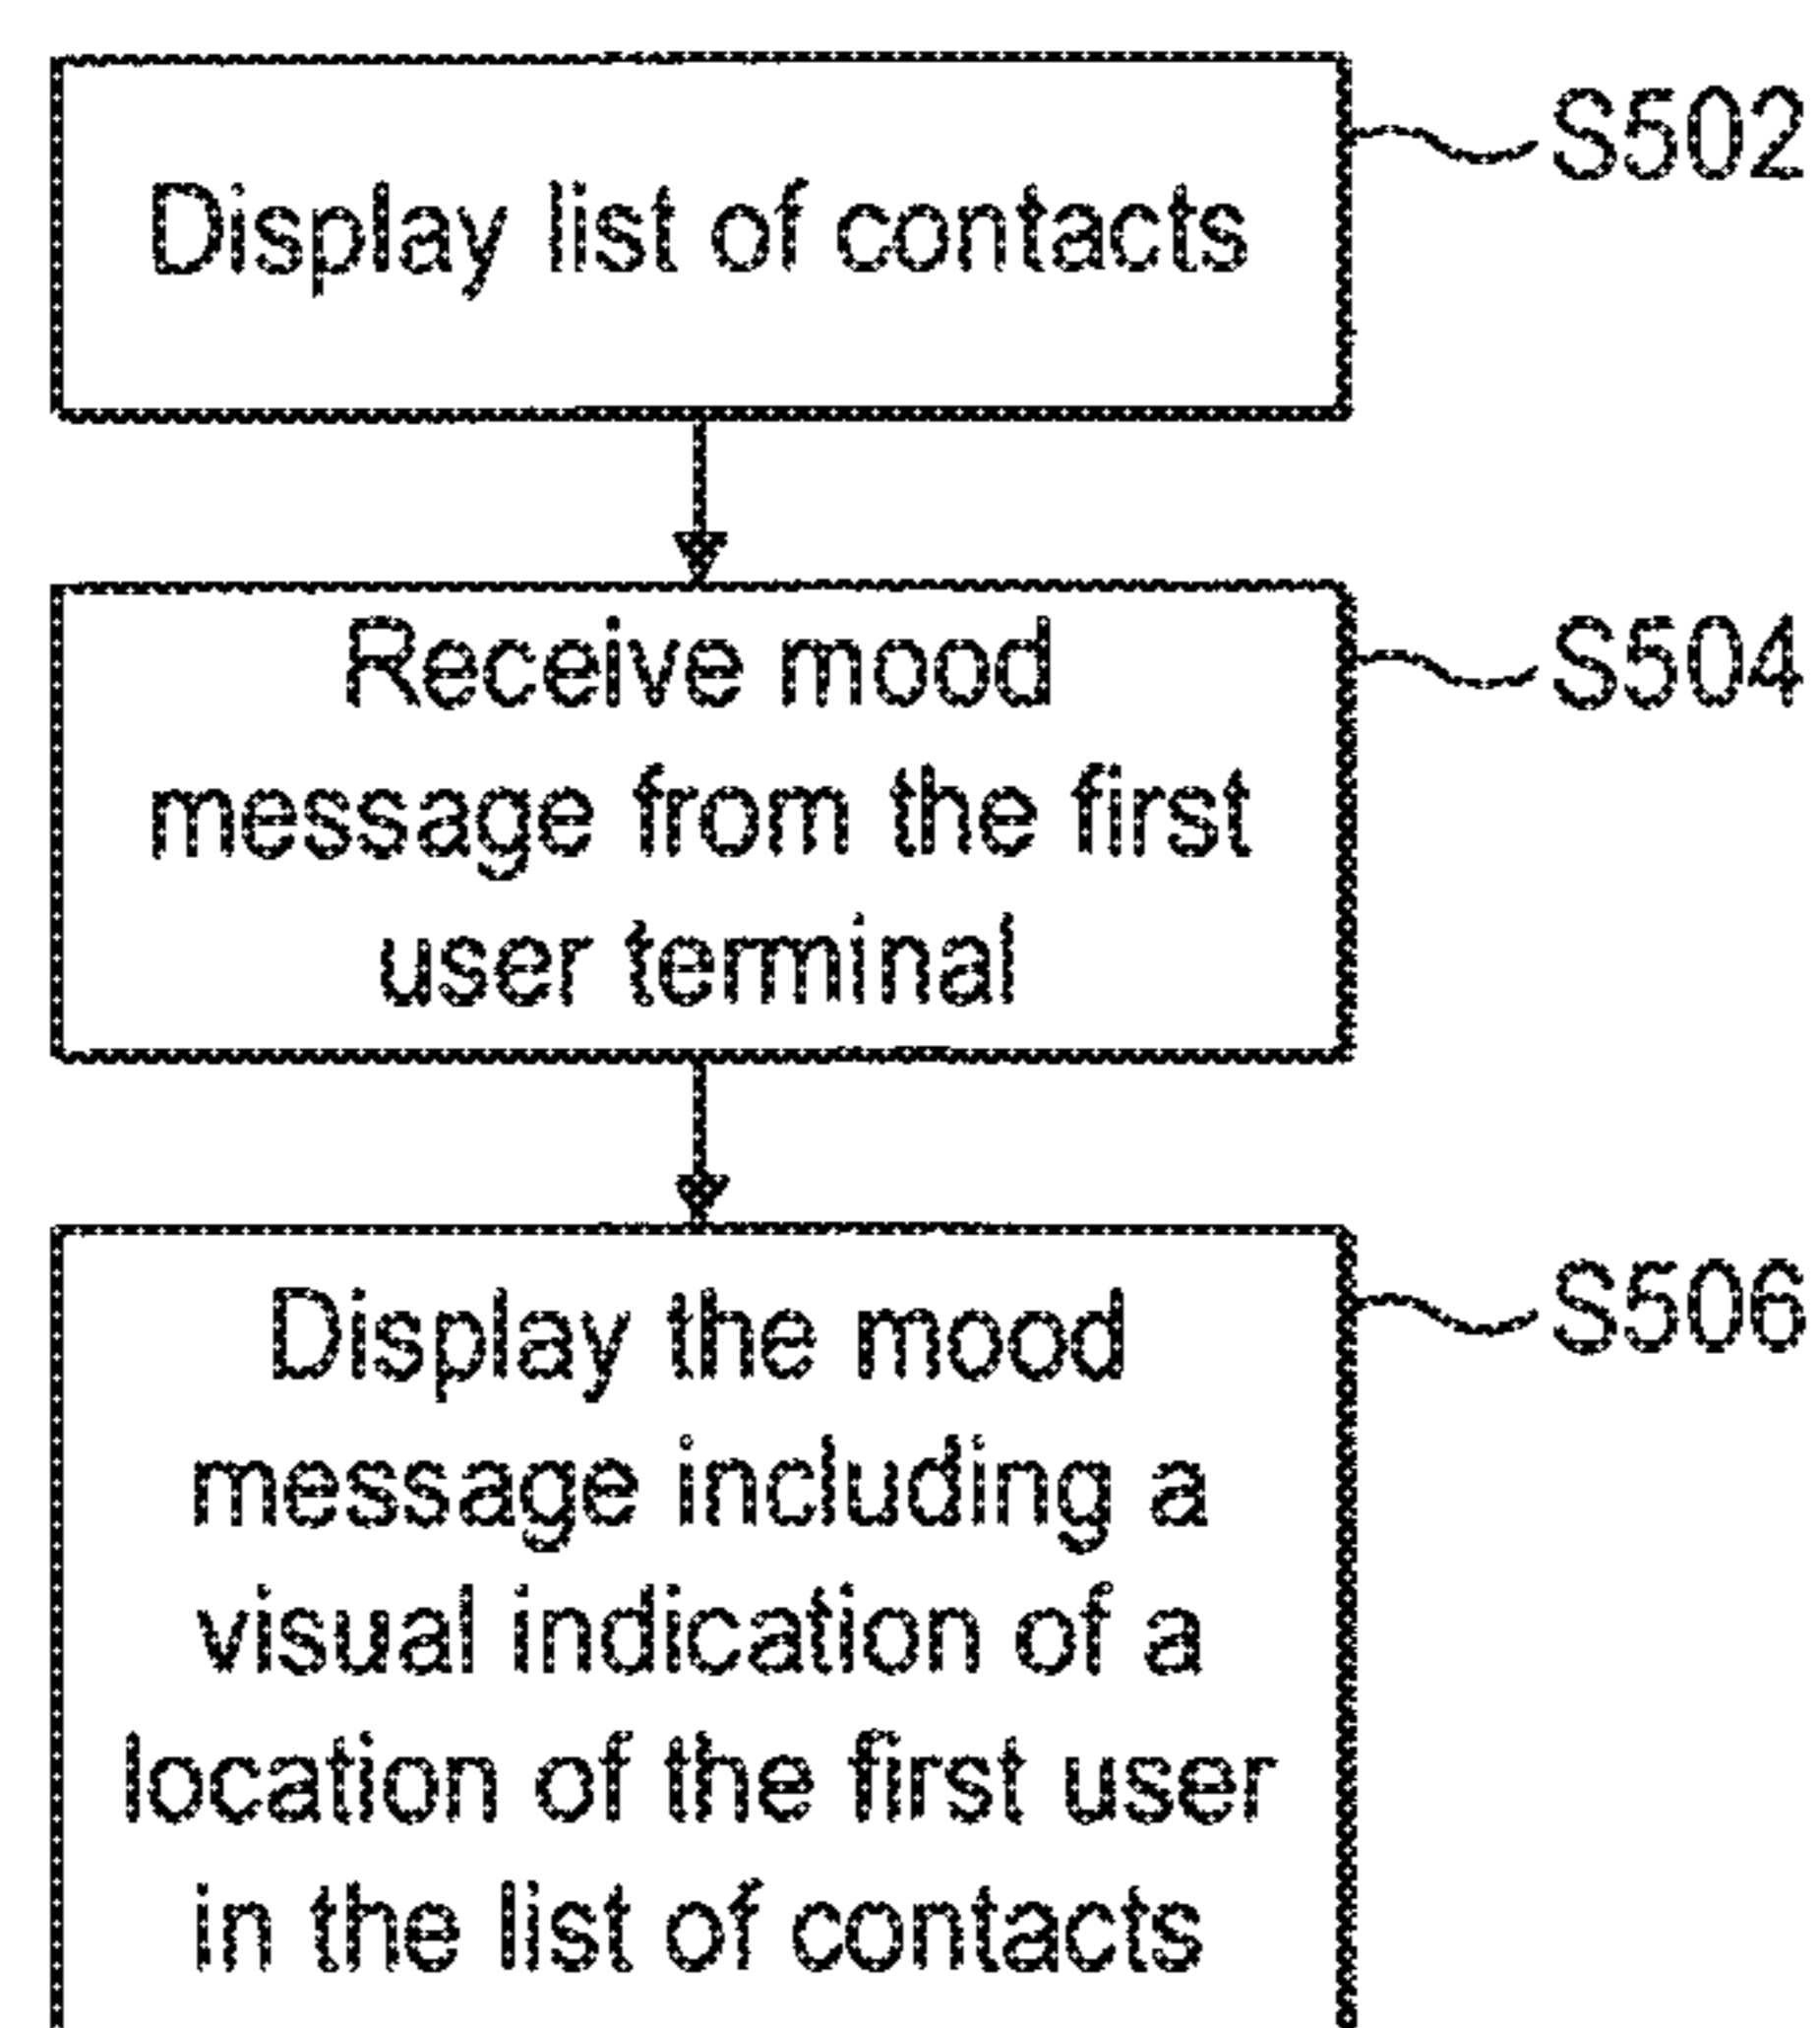 Display list of contacts
S502
Receive mood
message from the first
user terminal
S504
Display the mood
message including a
visual indication of a
location of the first user
in the list of contacts
S506